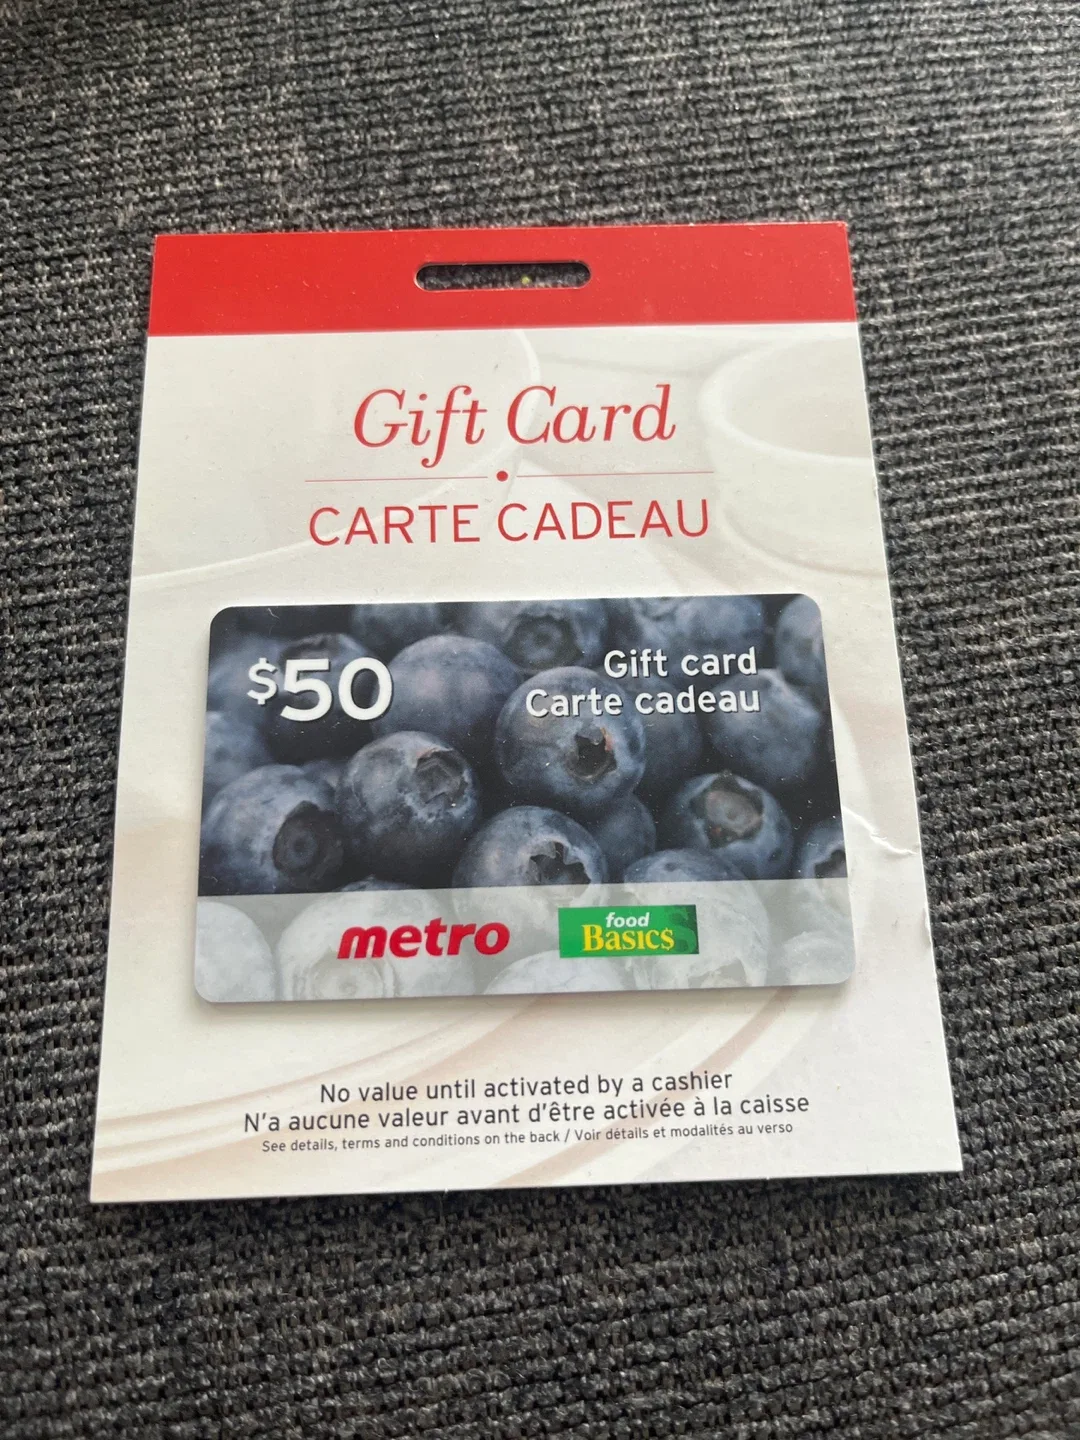 Gift Card
CARTE CADEAU
$50
Gift card
Carte cadeau
metro
food
Basics
No value until activated by a cashier
N'a aucune valeur avant d'être activée à la caisse
See details, terms and conditions on the back / Voir détails et modalités au verso